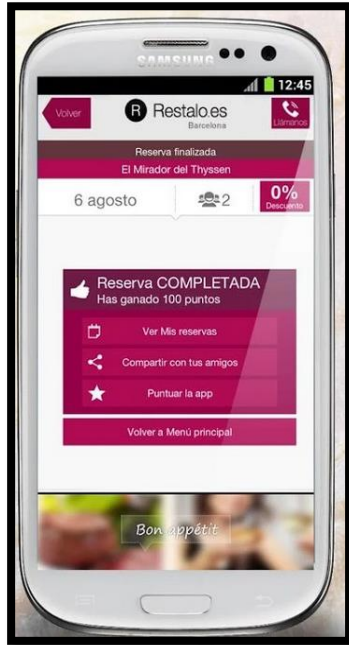 SAMSUNG
12:45
Volver
R Restalo.es
Barcelona
Llámanos
Reserva finalizada
El Mirador del Thyssen
6 agosto
2
0%
Descuento
Reserva COMPLETADA
Has ganado 100 puntos
Ver Mis reservas
Compartir con tus amigos
Puntuar la app
Volver a Menú principal
Bon appétit